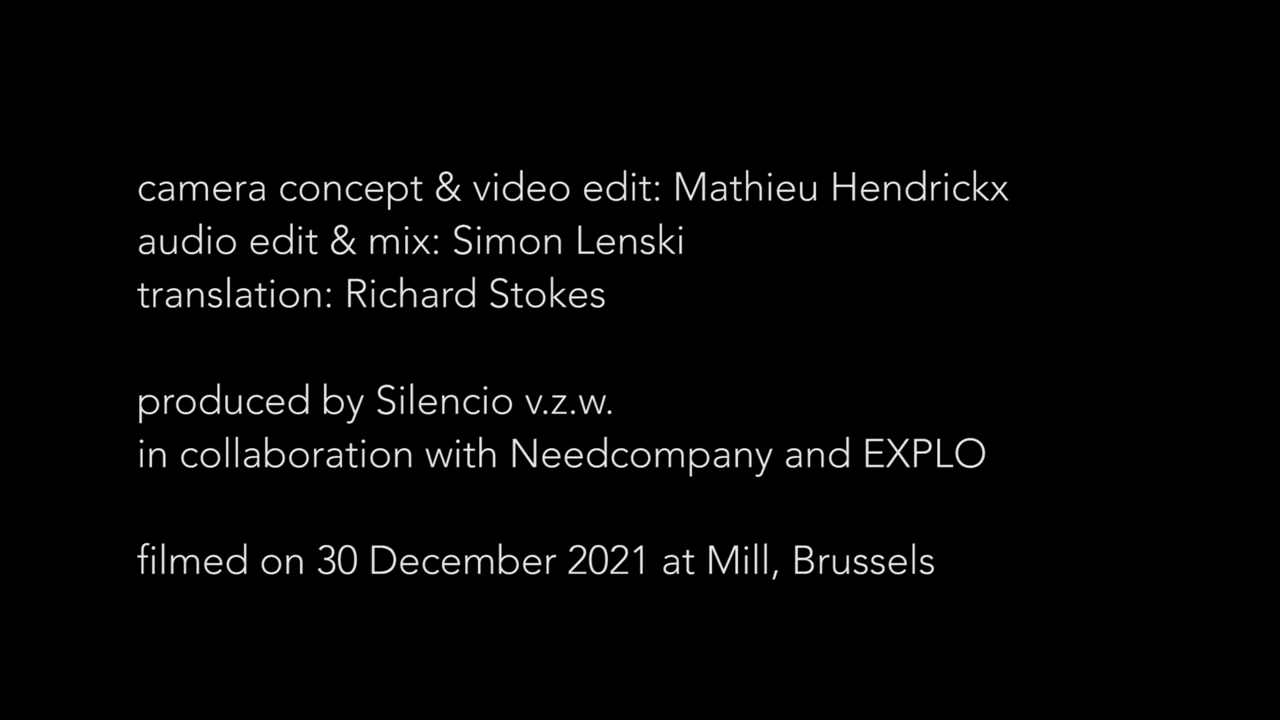 camera concept & video edit: Mathieu Hendrickx
audio edit & mix: Simon Lenski
translation: Richard Stokes
produced by Silencio v.z.w.
in collaboration with Needcompany and EXPLO
filmed on 30 December 2021 at Mill, Brussels